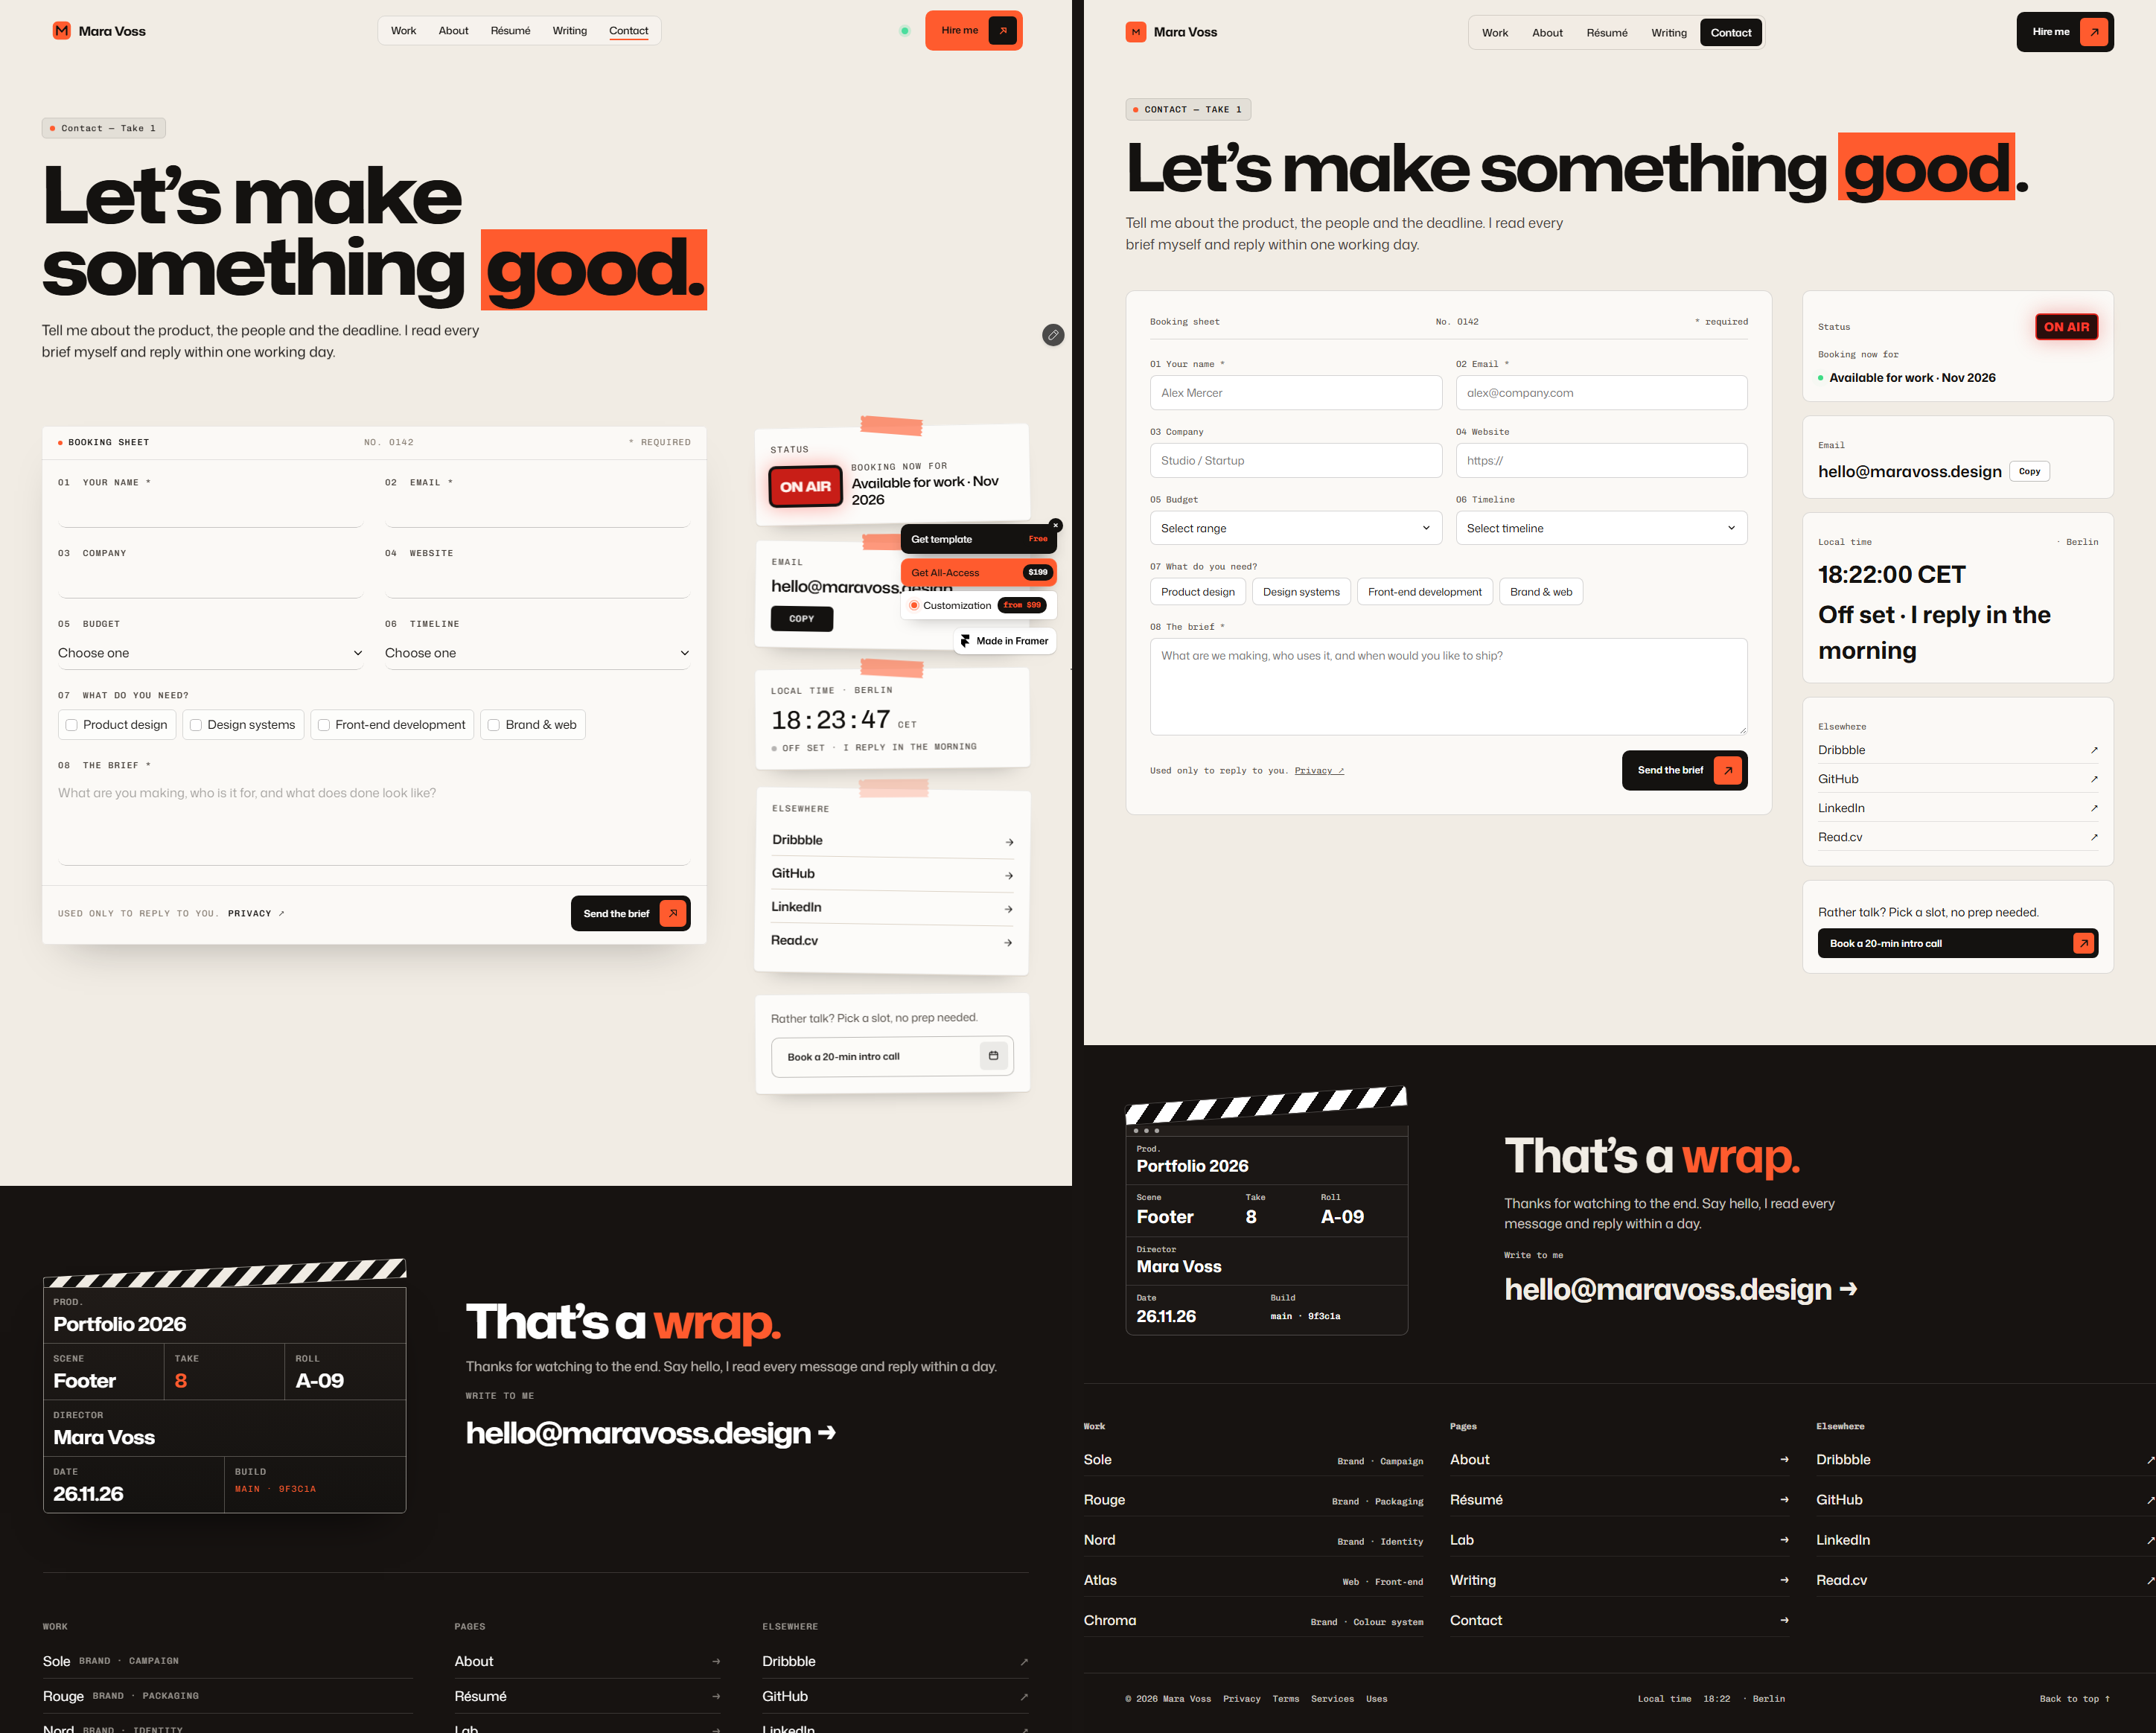 Mara Voss
Work About Résumé Writing Contact
Hire me
Contact — Take 1
Let's make
something good.
Tell me about the product, the people and the deadline. I read every
brief myself and reply within one working day.
BOOKING SHEET NO. 0142 * REQUIRED
01 YOUR NAME * 02 EMAIL *
03 COMPANY 04 WEBSITE
05 BUDGET 06 TIMELINE
Choose one Choose one
07 WHAT DO YOU NEED?
Product design Design systems Front-end development Brand & web
08 THE BRIEF *
What are you making, who is it for, and what does done look like?
USED ONLY TO REPLY TO YOU. PRIVACY ↗
Send the brief
STATUS
ON AIR
BOOKING NOW FOR
Available for work · Nov
2026
EMAIL
hello@maravoss.design
COPY
Get template Free
Get All-Access $199
Customization from $99
Made in Framer
LOCAL TIME · BERLIN
18:23:47 CET
OFF SET · I REPLY IN THE MORNING
ELSEWHERE
Dribbble →
GitHub →
LinkedIn →
Read.cv →
Rather talk? Pick a slot, no prep needed.
Book a 20-min intro call
PROD.
Portfolio 2026
SCENE TAKE ROLL
Footer 8 A-09
DIRECTOR
Mara Voss
DATE BUILD
26.11.26 MAIN · 9F3C1A
That's a wrap.
Thanks for watching to the end. Say hello, I read every message and reply within a day.
WRITE TO ME
hello@maravoss.design →
WORK PAGES ELSEWHERE
Sole BRAND · CAMPAIGN About → Dribbble ↗
Rouge BRAND · PACKAGING Résumé → GitHub ↗
Nord BRAND · IDENTITY Lab LinkedIn
M Mara Voss
Work About Résumé Writing Contact
Hire me
CONTACT — TAKE 1
Let's make something good.
Tell me about the product, the people and the deadline. I read every
brief myself and reply within one working day.
Booking sheet No. 0142 * required
01 Your name * 02 Email *
Alex Mercer alex@company.com
03 Company 04 Website
Studio / Startup https://
05 Budget 06 Timeline
Select range Select timeline
07 What do you need?
Product design Design systems Front-end development Brand & web
08 The brief *
What are we making, who uses it, and when would you like to ship?
Used only to reply to you. Privacy ↗
Send the brief
Status ON AIR
Booking now for
Available for work · Nov 2026
Email
hello@maravoss.design Copy
Local time · Berlin
18:22:00 CET
Off set · I reply in the
morning
Elsewhere
Dribbble ↗
GitHub ↗
LinkedIn ↗
Read.cv ↗
Rather talk? Pick a slot, no prep needed.
Book a 20-min intro call
Prod.
Portfolio 2026
Scene Take Roll
Footer 8 A-09
Director
Mara Voss
Date Build
26.11.26 main · 9f3c1a
That's a wrap.
Thanks for watching to the end. Say hello, I read every
message and reply within a day.
Write to me
hello@maravoss.design →
Work Pages Elsewhere
Sole Brand · Campaign About → Dribbble ↗
Rouge Brand · Packaging Résumé → GitHub ↗
Nord Brand · Identity Lab → LinkedIn ↗
Atlas Web · Front-end Writing → Read.cv ↗
Chroma Brand · Colour system Contact →
© 2026 Mara Voss Privacy Terms Services Uses Local time 18:22 · Berlin Back to top ↑